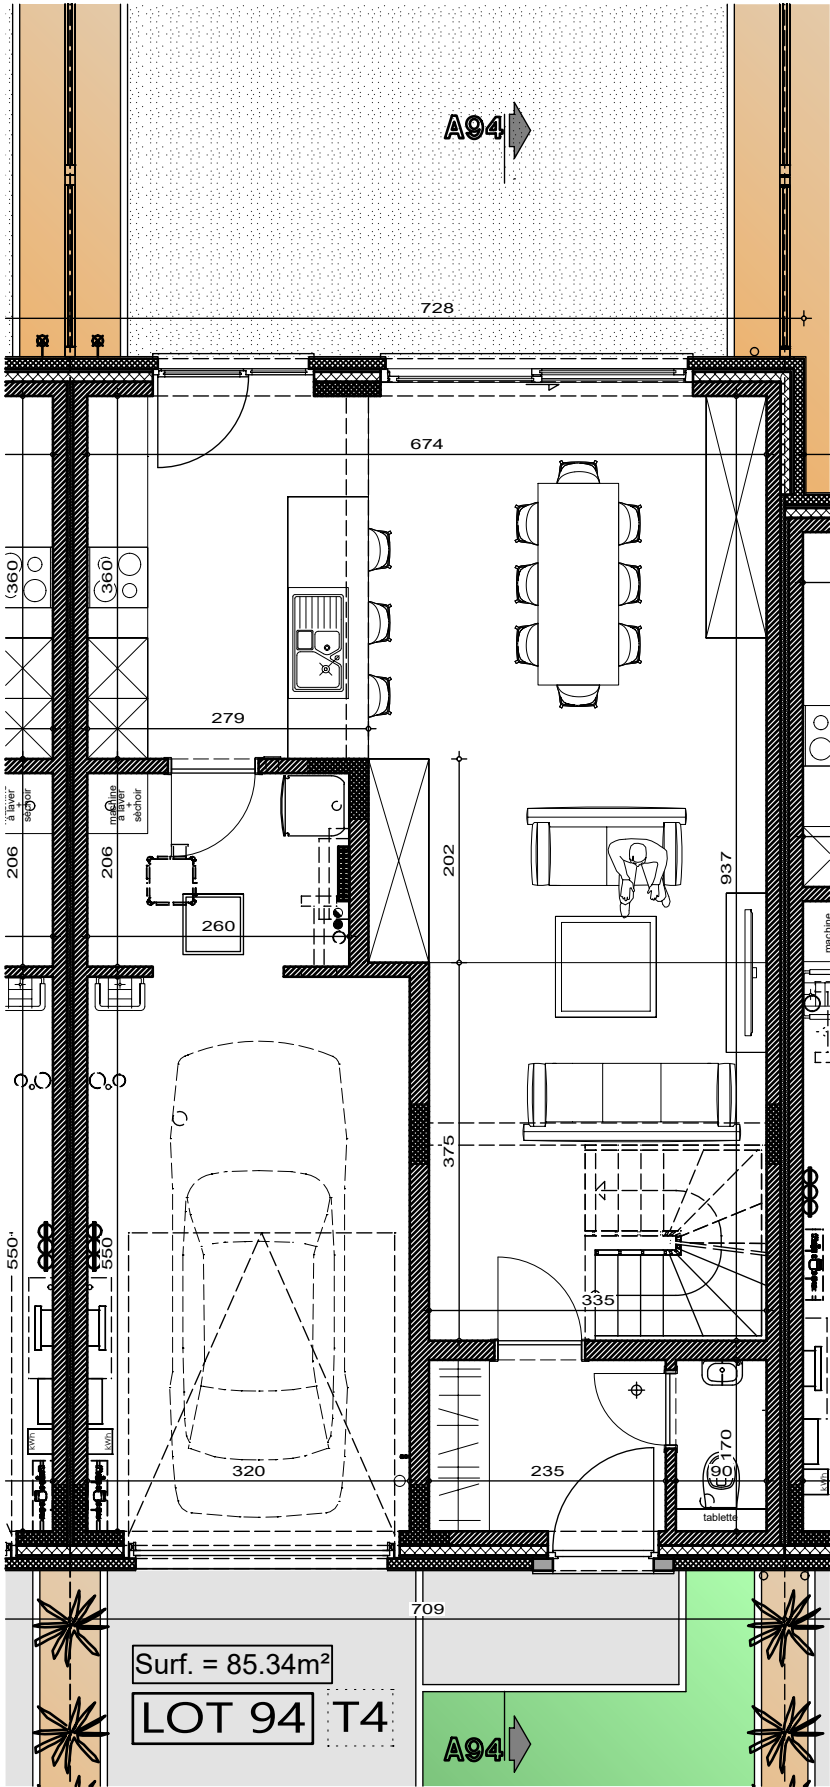 A94
728
674
360
360
279
machine
à laver
+
séchoir
à laver
+
séchoir
206
206
202
937
260
machine
375
550
550
335
170
kWh
kWh
320
235
90
kWh
tablette
709
Surf. = 85.34m²
LOT 94 T4
A94